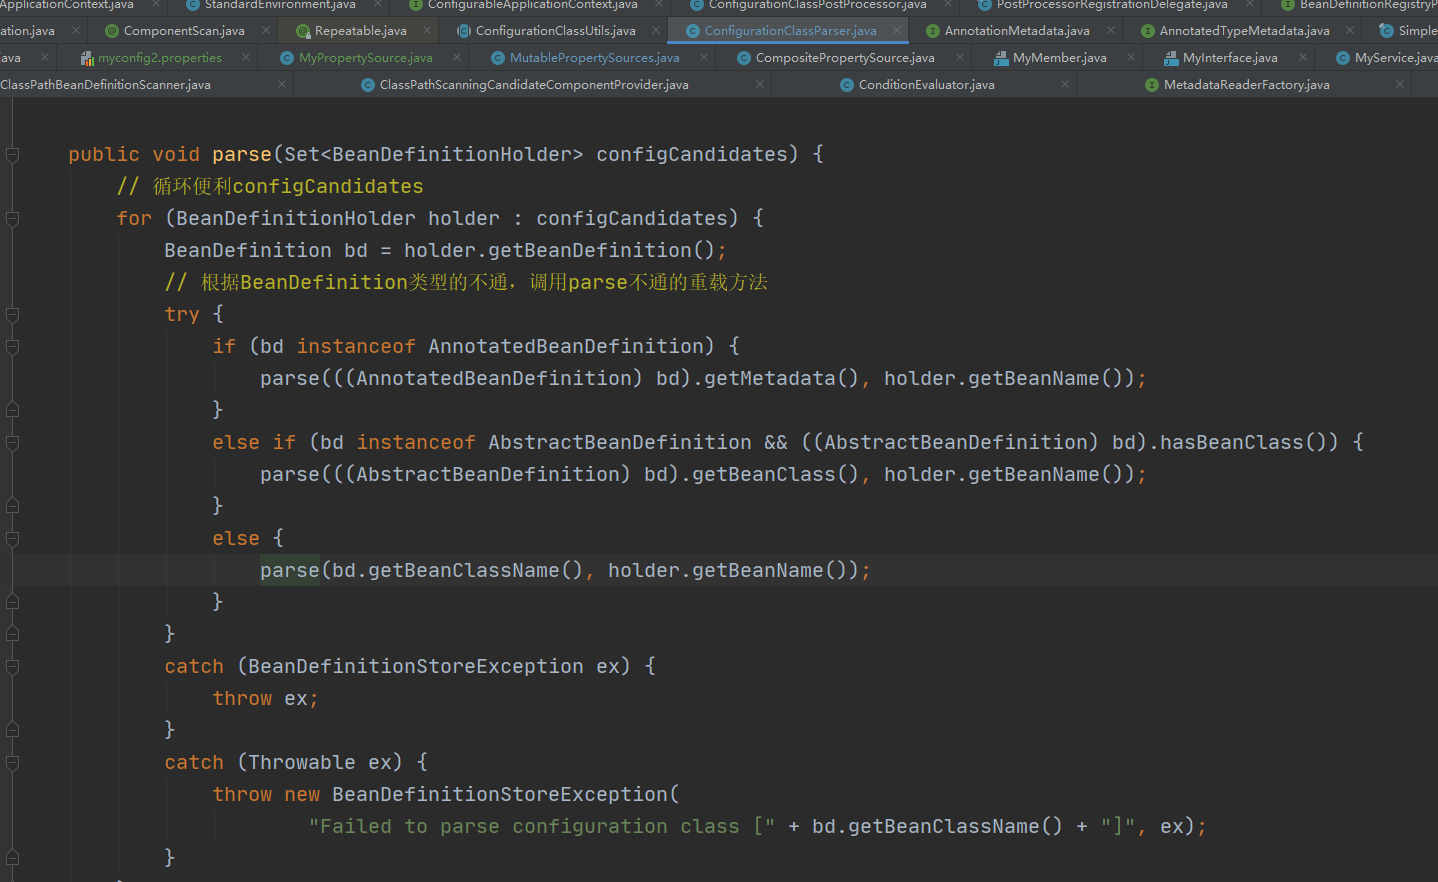 ApplicationContext.java StandardEnvironment.java ConfigurableApplicationContext.java ConfigurationClassPostProcessor.java PostProcessorRegistrationDelegate.java BeanDefinitionRegistryP
ation.java ComponentScan.java Repeatable.java ConfigurationClassUtils.java ConfigurationClassParser.java AnnotationMetadata.java AnnotatedTypeMetadata.java Simple
ava myconfig2.properties MyPropertySource.java MutablePropertySources.java CompositePropertySource.java MyMember.java MyInterface.java MyService.java
ClassPathBeanDefinitionScanner.java ClassPathScanningCandidateComponentProvider.java ConditionEvaluator.java MetadataReaderFactory.java
public void parse(Set<BeanDefinitionHolder> configCandidates) {
// 循环便利configCandidates
for (BeanDefinitionHolder holder : configCandidates) {
BeanDefinition bd = holder.getBeanDefinition();
// 根据BeanDefinition类型的不通，调用parse不通的重载方法
try {
if (bd instanceof AnnotatedBeanDefinition) {
parse(((AnnotatedBeanDefinition) bd).getMetadata(), holder.getBeanName());
}
else if (bd instanceof AbstractBeanDefinition && ((AbstractBeanDefinition) bd).hasBeanClass()) {
parse(((AbstractBeanDefinition) bd).getBeanClass(), holder.getBeanName());
}
else {
parse(bd.getBeanClassName(), holder.getBeanName());
}
}
catch (BeanDefinitionStoreException ex) {
throw ex;
}
catch (Throwable ex) {
throw new BeanDefinitionStoreException(
"Failed to parse configuration class [" + bd.getBeanClassName() + "]", ex);
}